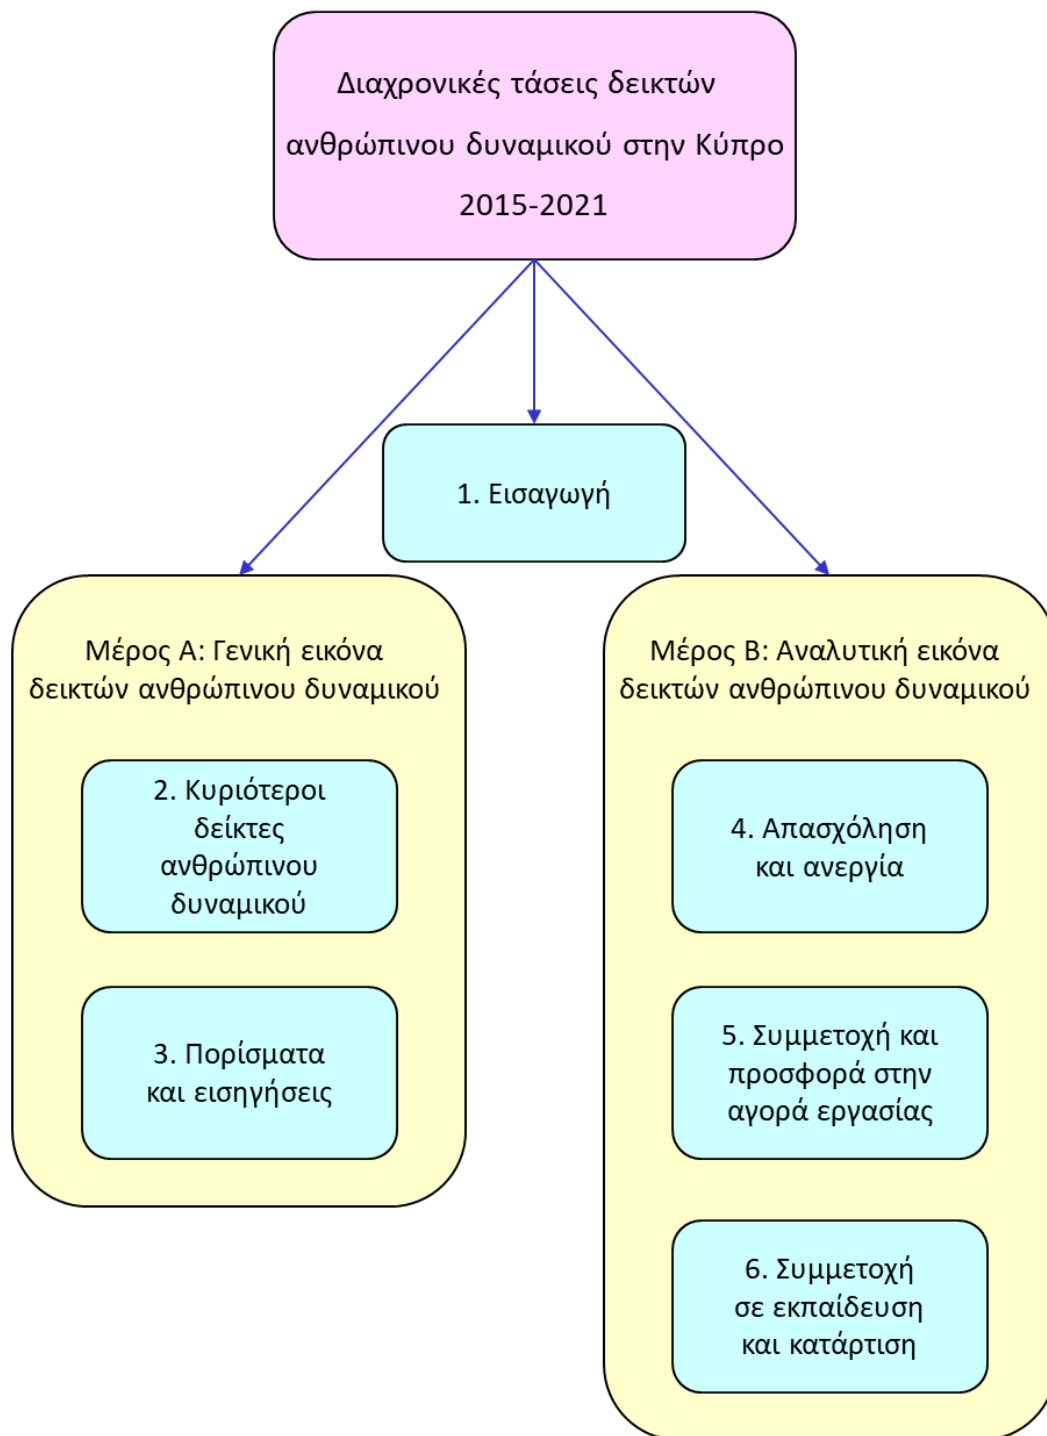 Διαχρονικές τάσεις δεικτών
ανθρώπινου δυναμικού στην Κύπρο
2015-2021
1. Εισαγωγή
Μέρος Α: Γενική εικόνα
δεικτών ανθρώπινου δυναμικού
2. Κυριότεροι
δείκτες
ανθρώπινου
δυναμικού
3. Πορίσματα
και εισηγήσεις
Μέρος Β: Αναλυτική εικόνα
δεικτών ανθρώπινου δυναμικού
4. Απασχόληση
και ανεργία
5. Συμμετοχή και
προσφορά στην
αγορά εργασίας
6. Συμμετοχή
σε εκπαίδευση
και κατάρτιση